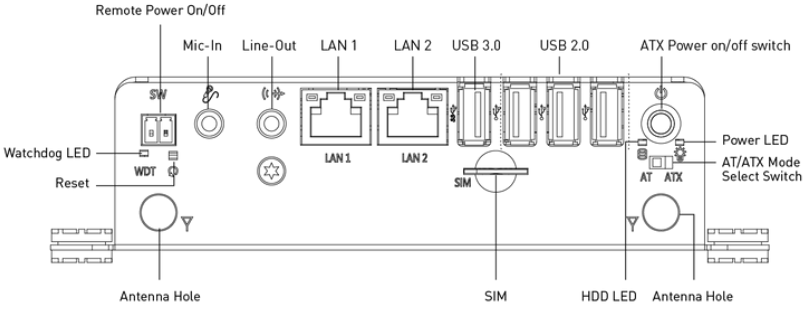 Remote Power On/Off
Mic-In
Line-Out
LAN 1
LAN 2
USB 3.0
USB 2.0
ATX Power on/off switch
SW
Watchdog LED
WDT
Reset
LAN 1
LAN 2
SIM
Power LED
AT/ATX Mode
Select Switch
AT
ATX
Antenna Hole
SIM
HDD LED
Antenna Hole